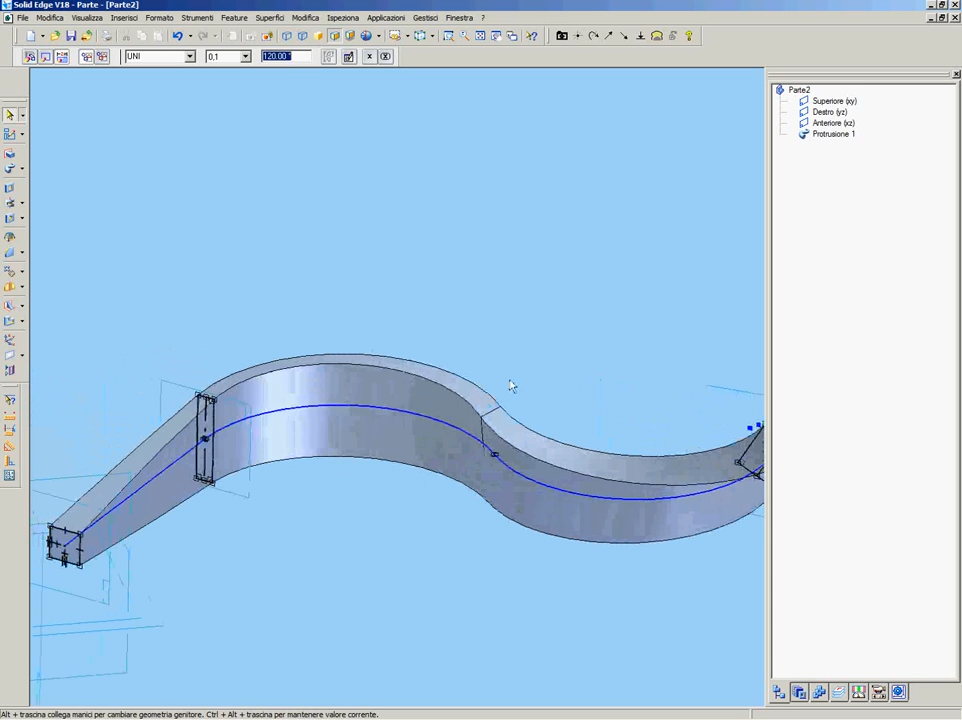 Solid Edge V18 - Parte - [Parte2]
File Modifica Visualizza Inserisci Formato Strumenti Feature Superfici Modifica Ispeziona Applicazioni Gestisci Finestra ?
UNI 0,1 120,00 °
Parte2
Superiore (xy)
Destro (yz)
Anteriore (xz)
Protrusione 1
Alt + trascina collega manici per cambiare geometria genitore. Ctrl + Alt + trascina per mantenere valore corrente.